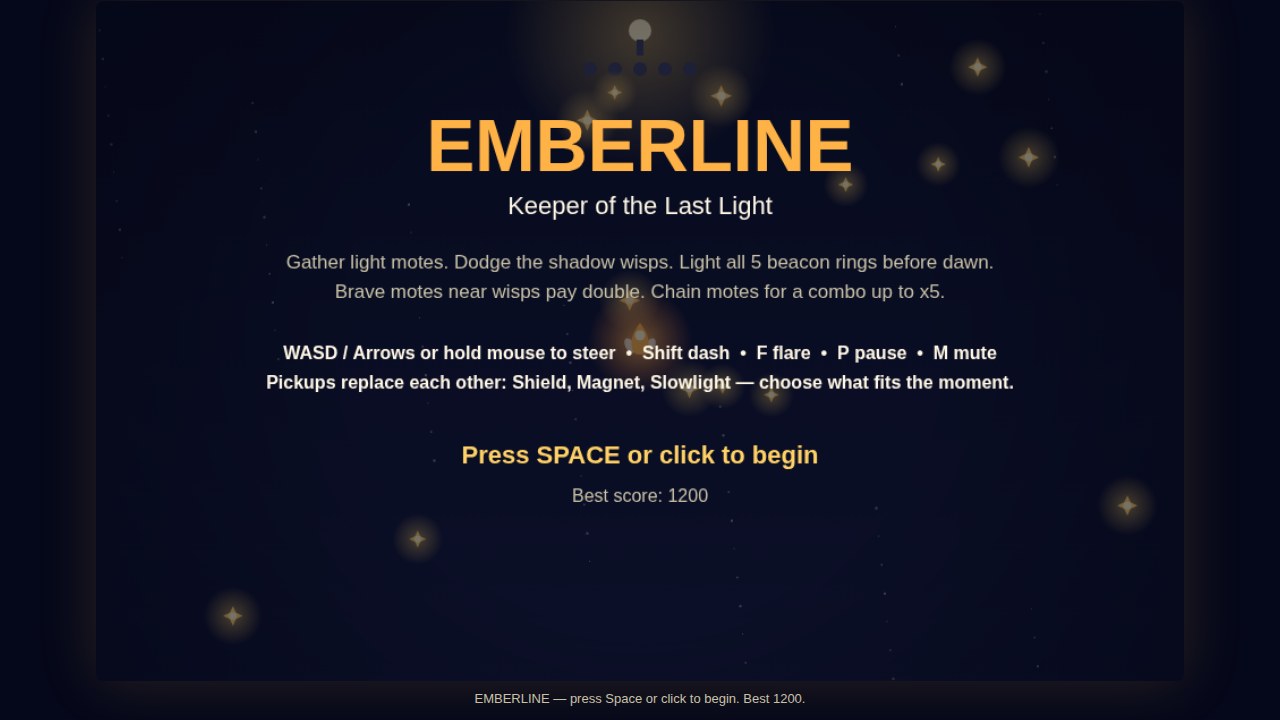 EMBERLINE
Keeper of the Last Light
Gather light motes. Dodge the shadow wisps. Light all 5 beacon rings before dawn.
Brave motes near wisps pay double. Chain motes for a combo up to x5.
WASD / Arrows or hold mouse to steer • Shift dash • F flare • P pause • M mute
Pickups replace each other: Shield, Magnet, Slowlight — choose what fits the moment.
Press SPACE or click to begin
Best score: 1200
EMBERLINE — press Space or click to begin. Best 1200.